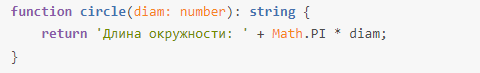 function circle(diam: number): string {
    return 'Длина окружности: ' + Math.PI * diam;
}